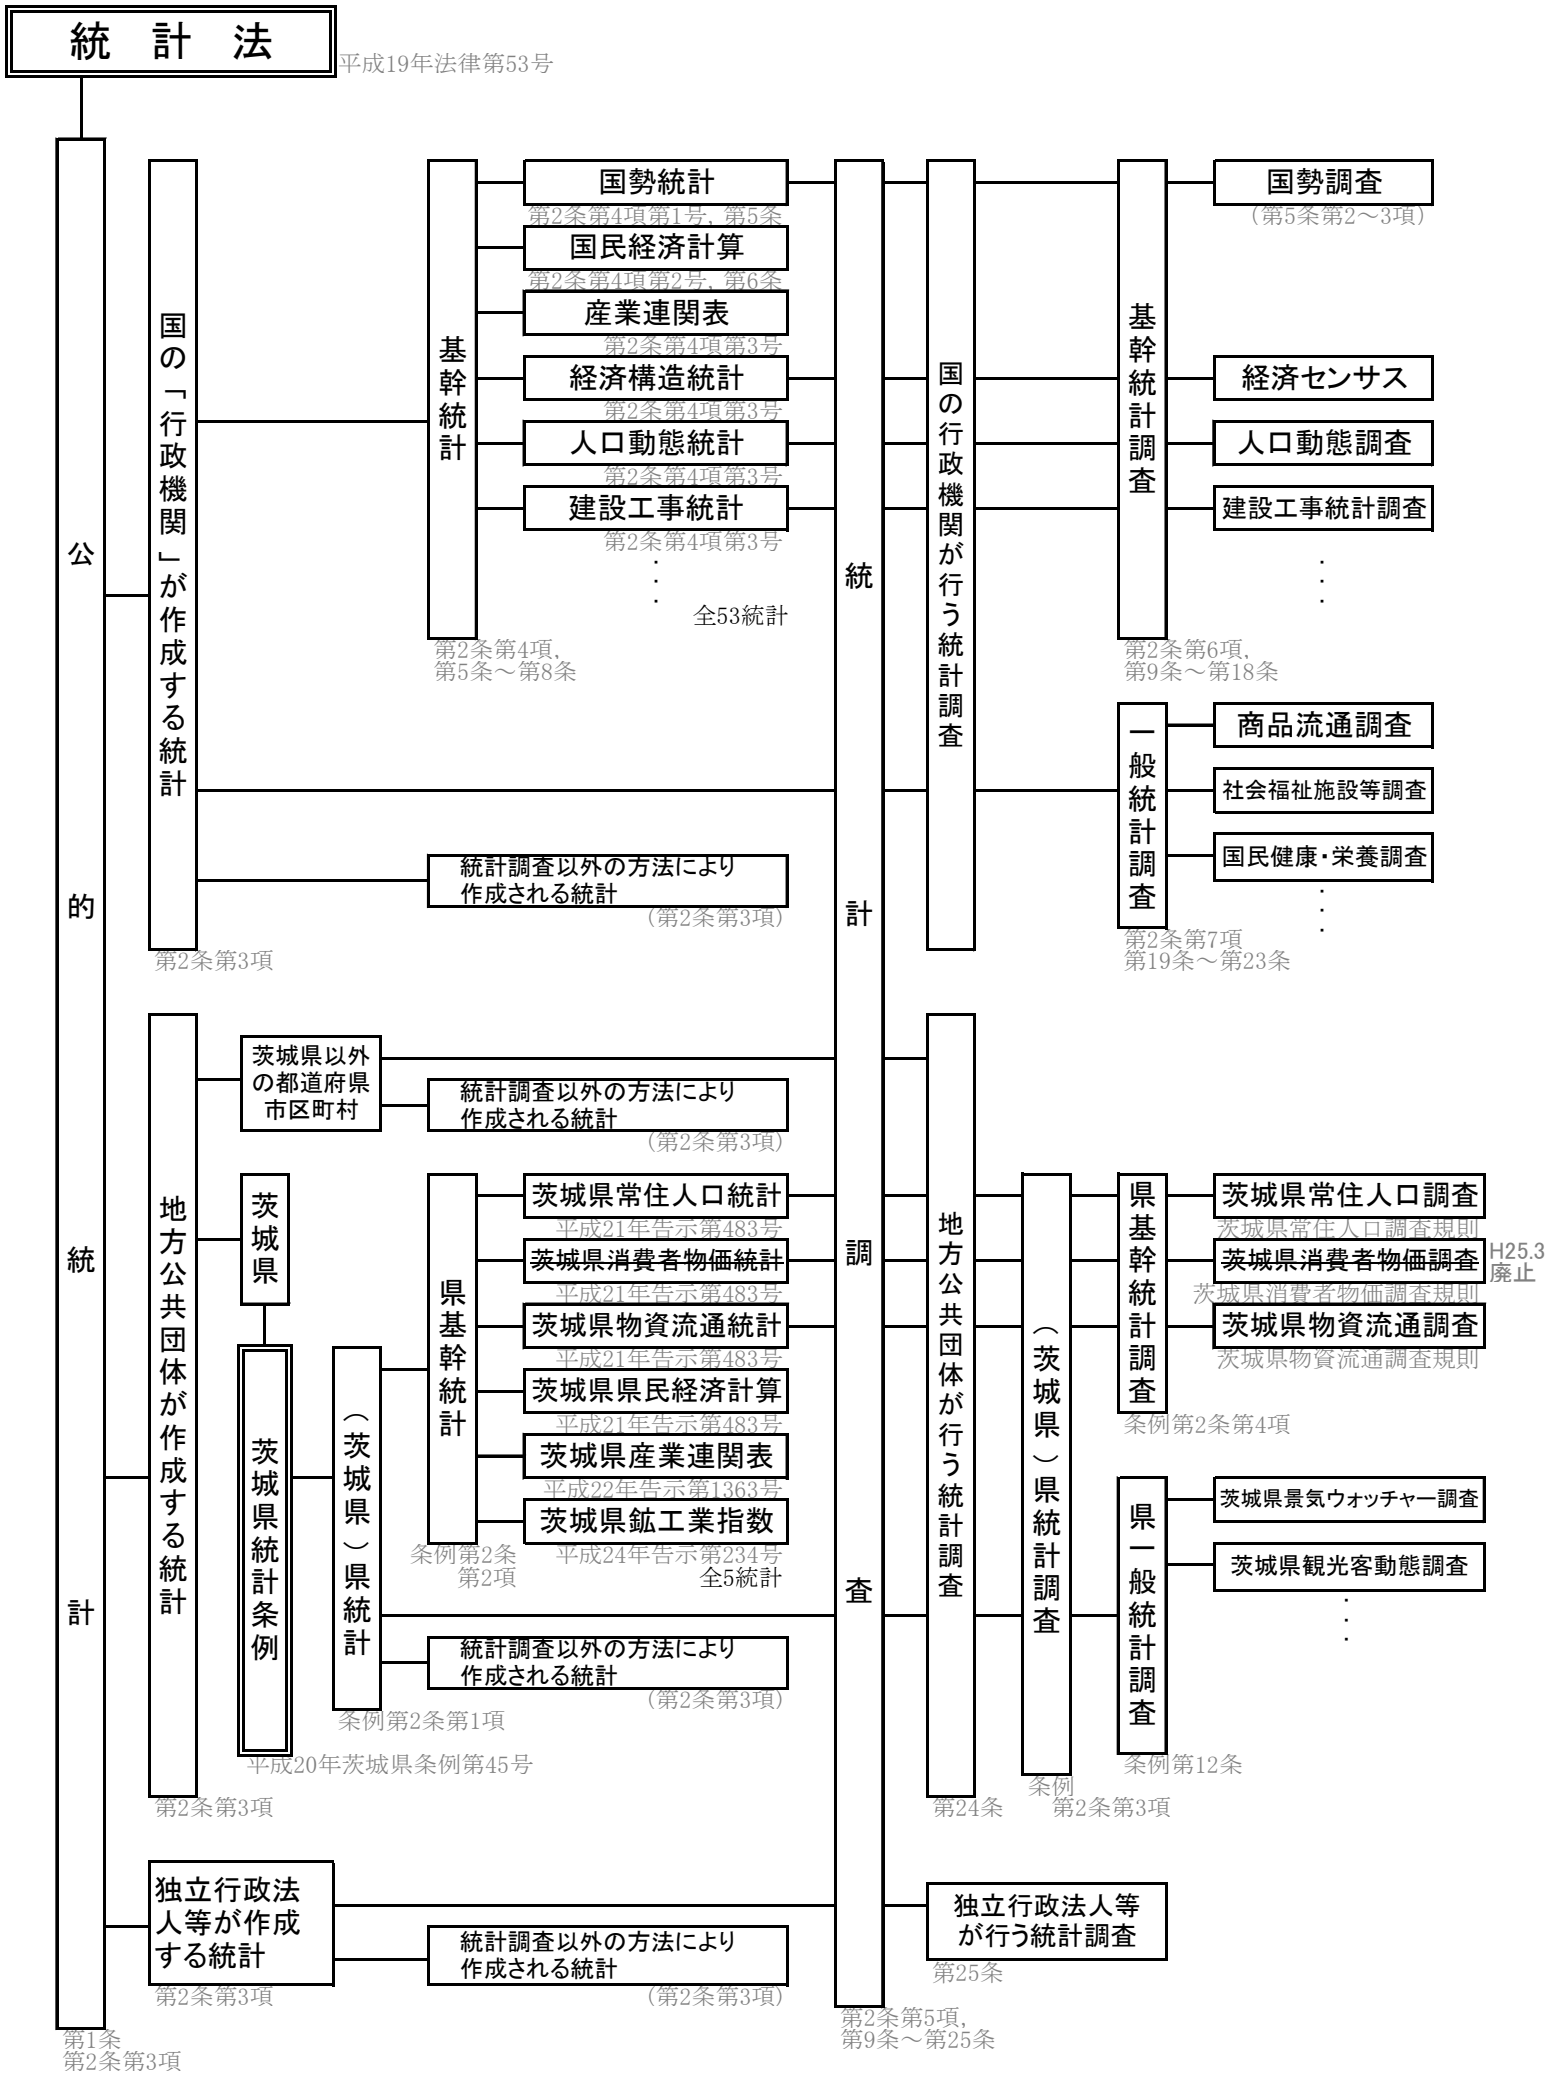 統計法
平成19年法律第53号
公的統計
第1条
第2条第3項
国の「行政機関」が作成する統計
第2条第3項
基幹統計
第2条第4項,
第5条～第8条
国勢統計
第2条第4項第1号, 第5条
国民経済計算
第2条第4項第2号, 第6条
産業連関表
第2条第4項第3号
経済構造統計
第2条第4項第3号
人口動態統計
第2条第4項第3号
建設工事統計
第2条第4項第3号
・・・
全53統計
統計調査以外の方法により
作成される統計
(第2条第3項)
統計調査
第2条第5項,
第9条～第25条
国の行政機関が行う統計調査
基幹統計調査
第2条第6項,
第9条～第18条
国勢調査
(第5条第2～3項)
経済センサス
人口動態調査
建設工事統計調査
・・・
一般統計調査
第2条第7項
第19条～第23条
商品流通調査
社会福祉施設等調査
国民健康・栄養調査
・・・
地方公共団体が作成する統計
第2条第3項
茨城県以外
の都道府県
市区町村
統計調査以外の方法により
作成される統計
(第2条第3項)
茨城県
茨城県統計条例
平成20年茨城県条例第45号
（茨城県）県統計
条例第2条第1項
県基幹統計
条例第2条
第2項
茨城県常住人口統計
平成21年告示第483号
茨城県消費者物価統計
平成21年告示第483号
茨城県物資流通統計
平成21年告示第483号
茨城県県民経済計算
平成21年告示第483号
茨城県産業連関表
平成22年告示第1363号
茨城県鉱工業指数
平成24年告示第234号
全5統計
統計調査以外の方法により
作成される統計
(第2条第3項)
地方公共団体が行う統計調査
第24条
（茨城県）県統計調査
条例
第2条第3項
県基幹統計調査
条例第2条第4項
茨城県常住人口調査
茨城県常住人口調査規則
茨城県消費者物価調査
H25.3
廃止
茨城県消費者物価調査規則
茨城県物資流通調査
茨城県物資流通調査規則
県一般統計調査
条例第12条
茨城県景気ウォッチャー調査
茨城県観光客動態調査
・・・
独立行政法
人等が作成
する統計
第2条第3項
統計調査以外の方法により
作成される統計
(第2条第3項)
独立行政法人等
が行う統計調査
第25条